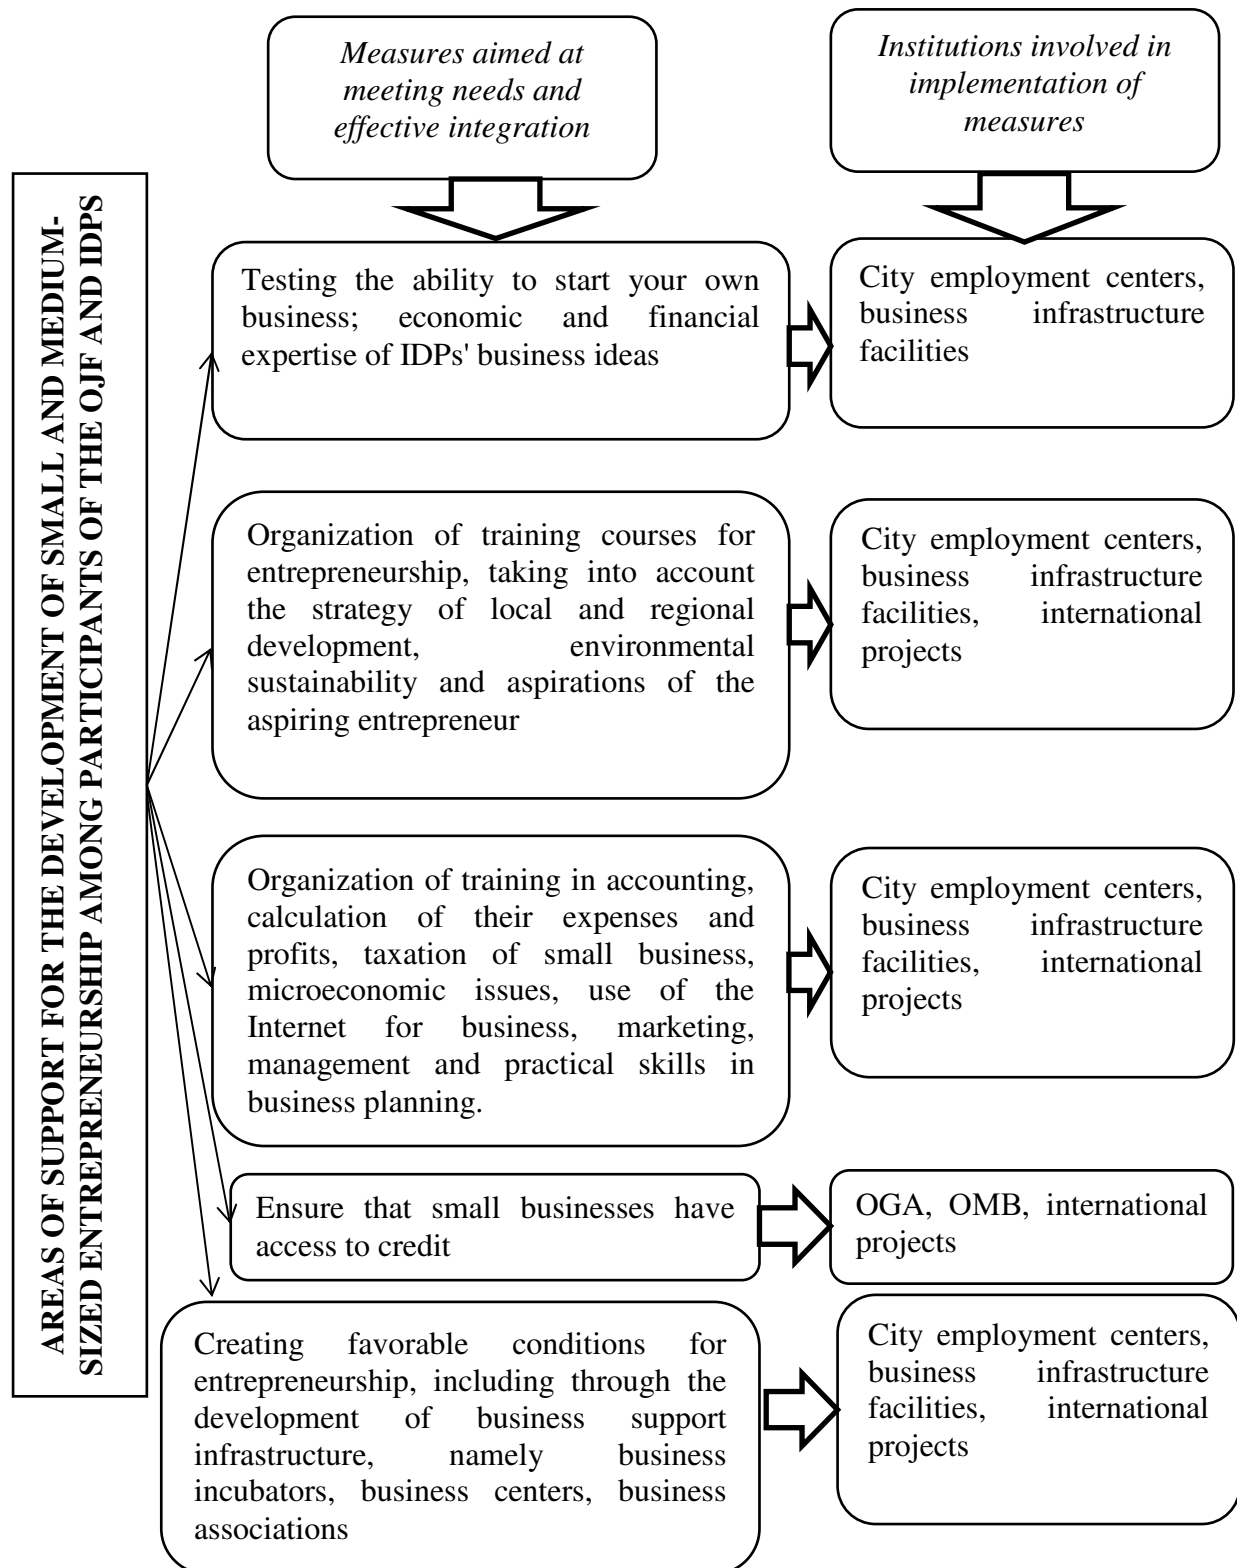 Measures aimed at
meeting needs and
effective integration
Institutions involved in
implementation of
measures
AREAS OF SUPPORT FOR THE DEVELOPMENT OF SMALL AND MEDIUM-
SIZED ENTREPRENEURSHIP AMONG PARTICIPANTS OF THE OJF AND IDPS
Testing the ability to start your own
business; economic and financial
expertise of IDPs' business ideas
City employment centers,
business infrastructure
facilities
Organization of training courses for
entrepreneurship, taking into account
the strategy of local and regional
development, environmental
sustainability and aspirations of the
aspiring entrepreneur
City employment centers,
business infrastructure
facilities, international
projects
Organization of training in accounting,
calculation of their expenses and
profits, taxation of small business,
microeconomic issues, use of the
Internet for business, marketing,
management and practical skills in
business planning.
City employment centers,
business infrastructure
facilities, international
projects
Ensure that small businesses have
access to credit
OGA, OMB, international
projects
Creating favorable conditions for
entrepreneurship, including through the
development of business support
infrastructure, namely business
incubators, business centers, business
associations
City employment centers,
business infrastructure
facilities, international
projects